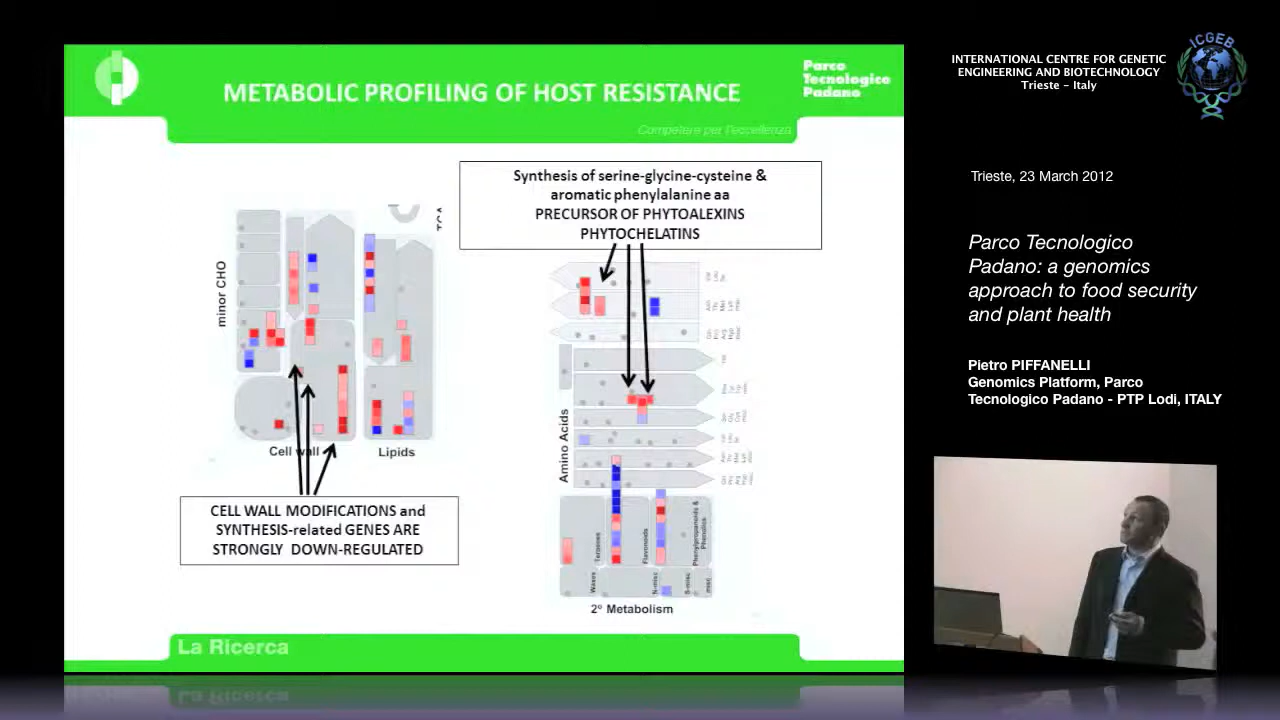 METABOLIC PROFILING OF HOST RESISTANCE
Parco
Tecnologico
Padano
Competere per l'eccellenza
Synthesis of serine-glycine-cysteine &
aromatic phenylalanine aa
PRECURSOR OF PHYTOALEXINS
PHYTOCHELATINS
minor CHO
Cell wall
Lipids
CELL WALL MODIFICATIONS and
SYNTHESIS-related GENES ARE
STRONGLY DOWN-REGULATED
Amino Acids
Terpenes
Flavonoids
Phenylpropanoids &
Phenolics
Waxes
N-misc
S-misc
misc
2° Metabolism
La Ricerca
INTERNATIONAL CENTRE FOR GENETIC
ENGINEERING AND BIOTECHNOLOGY
Trieste - Italy
ICGEB
Trieste, 23 March 2012
Parco Tecnologico
Padano: a genomics
approach to food security
and plant health
Pietro PIFFANELLI
Genomics Platform, Parco
Tecnologico Padano - PTP Lodi, ITALY